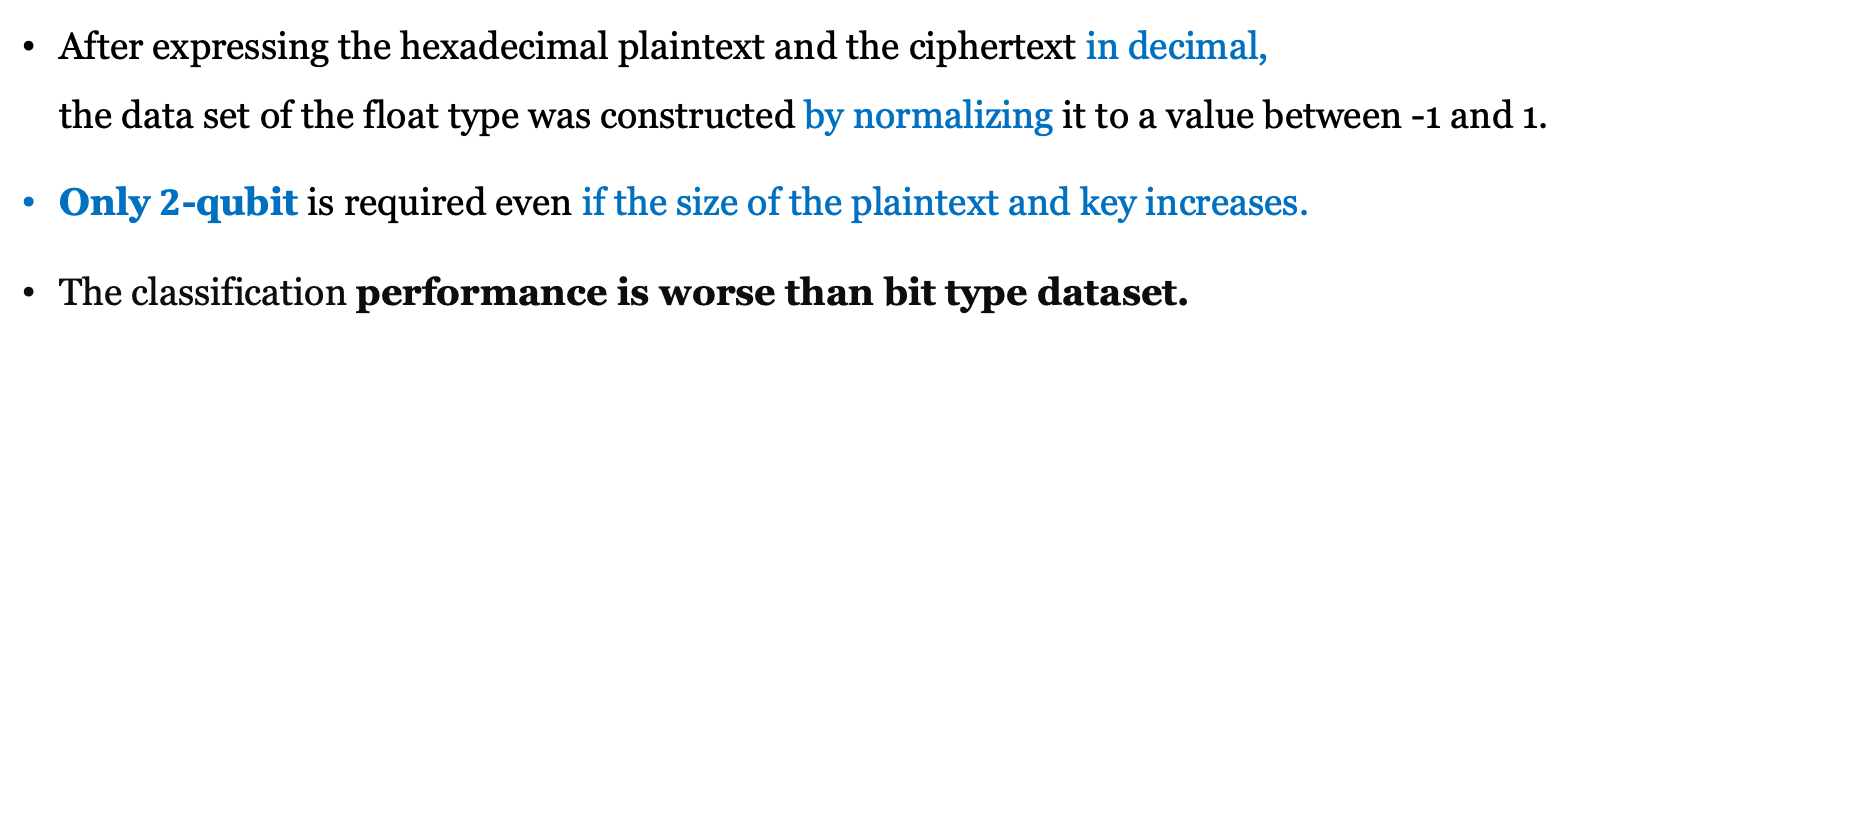 • After expressing the hexadecimal plaintext and the ciphertext in decimal,
the data set of the float type was constructed by normalizing it to a value between -1 and 1.
• Only 2-qubit is required even if the size of the plaintext and key increases.
• The classification performance is worse than bit type dataset.